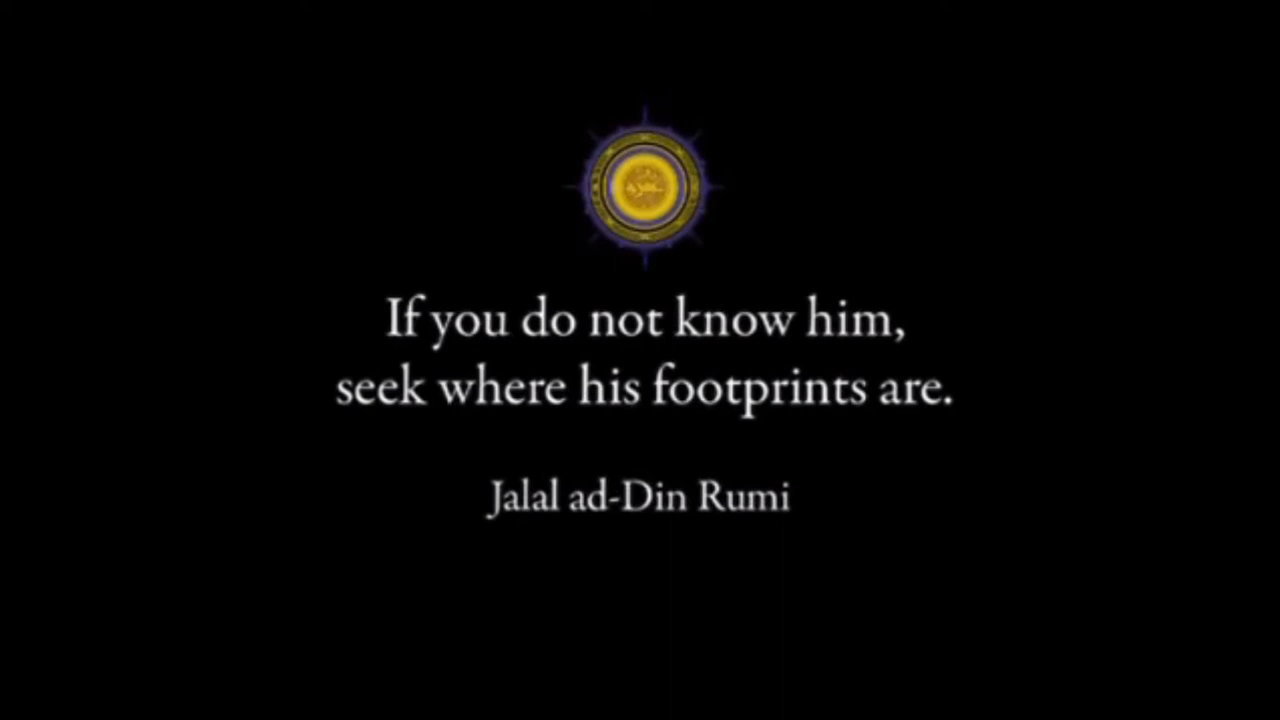 If you do not know him,
seek where his footprints are.
Jalal ad-Din Rumi